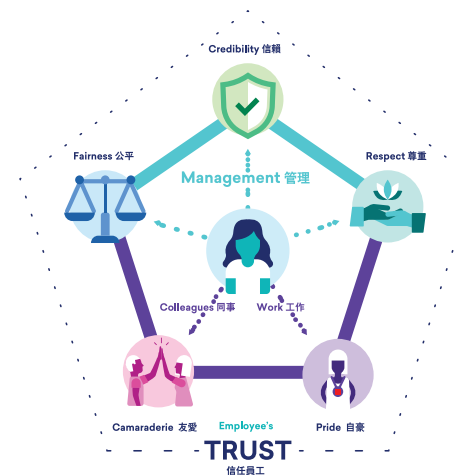 Credibility 信賴
Fairness 公平
Respect 尊重
Management 管理
Colleagues 同事
Work 工作
Camaraderie 友愛
Employee's
Pride 自豪
TRUST
信任員工